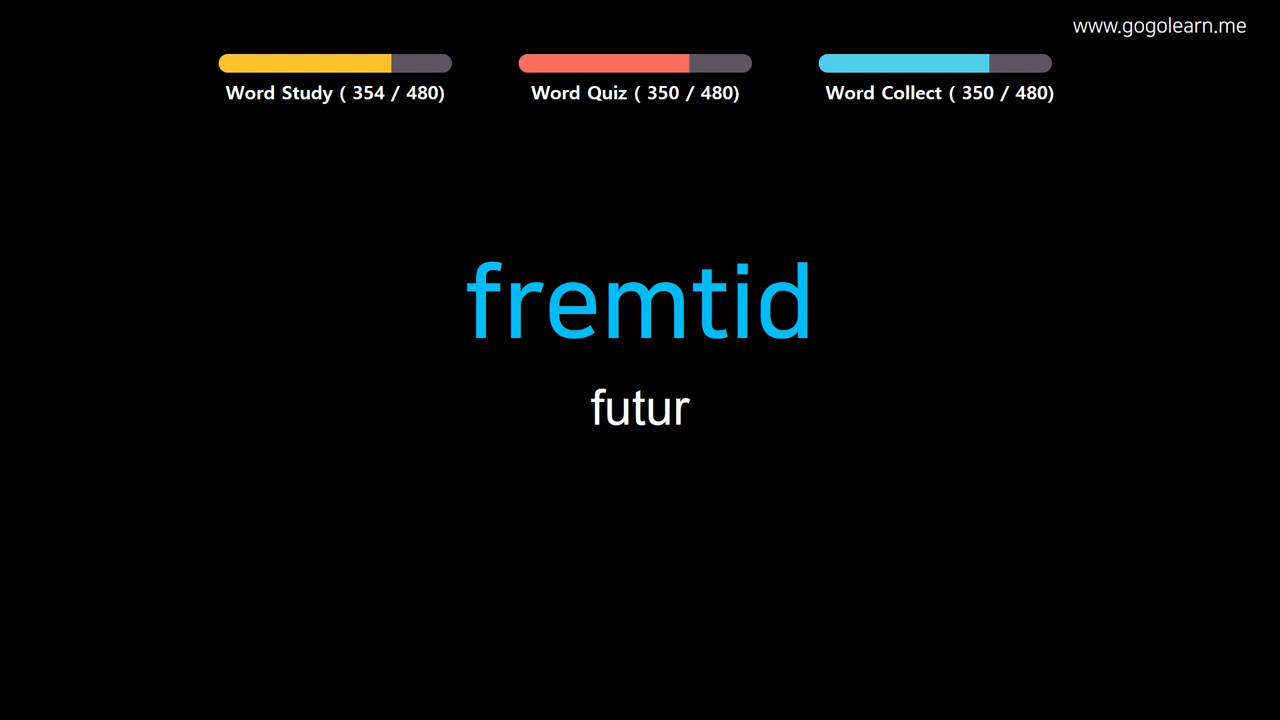 www.gogolearn.me
Word Study ( 354 / 480)
Word Quiz ( 350 / 480)
Word Collect ( 350 / 480)
fremtid
futur